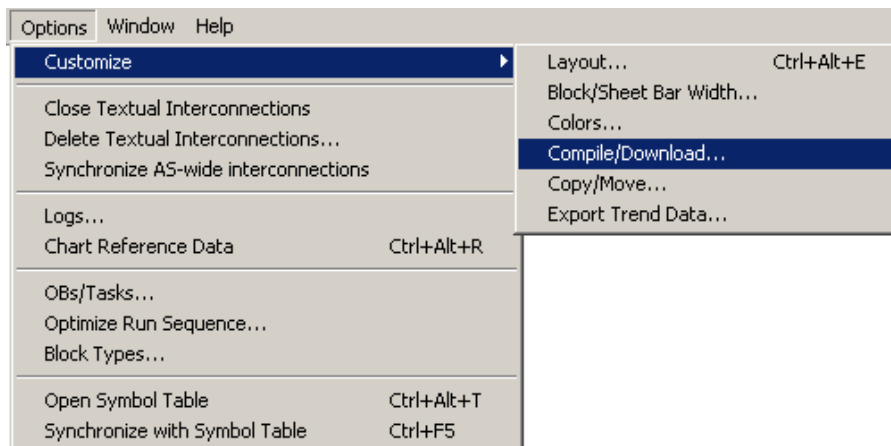 Options Window Help
Customize
Layout... Ctrl+Alt+E
Block/Sheet Bar Width...
Colors...
Compile/Download...
Copy/Move...
Export Trend Data...
Close Textual Interconnections
Delete Textual Interconnections...
Synchronize AS-wide interconnections
Logs...
Chart Reference Data Ctrl+Alt+R
OBs/Tasks...
Optimize Run Sequence...
Block Types...
Open Symbol Table Ctrl+Alt+T
Synchronize with Symbol Table Ctrl+F5